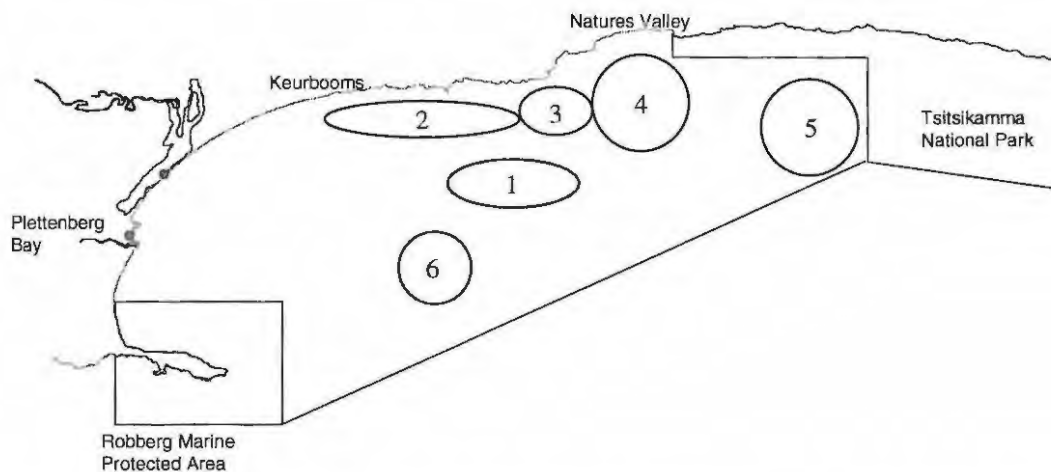 Natures Valley
Keurbooms
4
3
2
5
Tsitsikamma
National Park
1
Plettenberg
Bay
6
Robberg Marine
Protected Area